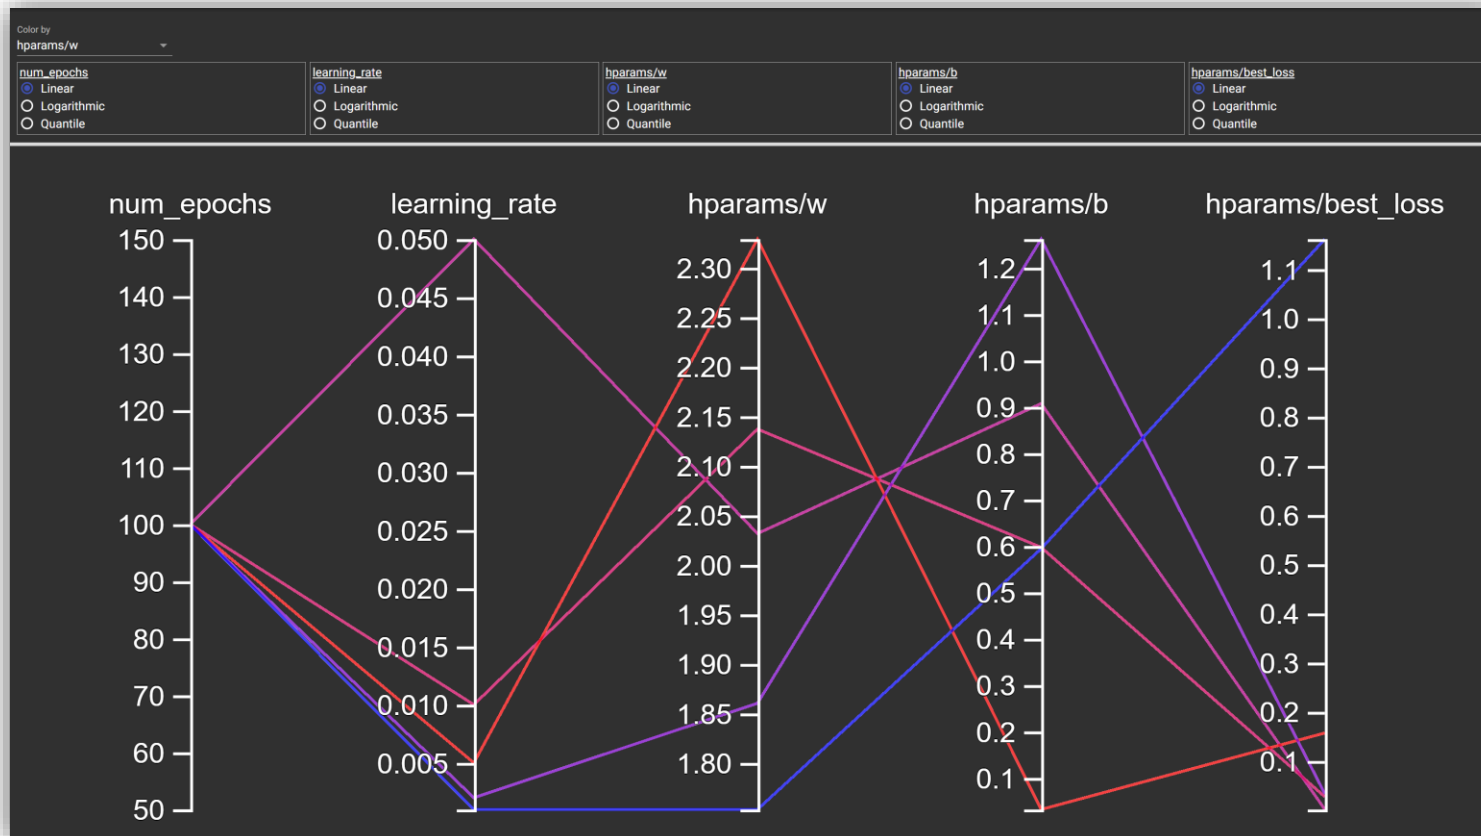 Color by
hparams/w
num_epochs
Linear
Logarithmic
Quantile
learning_rate
Linear
Logarithmic
Quantile
hparams/w
Linear
Logarithmic
Quantile
hparams/b
Linear
Logarithmic
Quantile
hparams/best_loss
Linear
Logarithmic
Quantile
num_epochs
150
140
130
120
110
100
90
80
70
60
50
learning_rate
0.050
0.045
0.040
0.035
0.030
0.025
0.020
0.015
0.010
0.005
hparams/w
2.30
2.25
2.20
2.15
2.10
2.05
2.00
1.95
1.90
1.85
1.80
hparams/b
1.2
1.1
1.0
0.9
0.8
0.7
0.6
0.5
0.4
0.3
0.2
0.1
hparams/best_loss
1.1
1.0
0.9
0.8
0.7
0.6
0.5
0.4
0.3
0.2
0.1